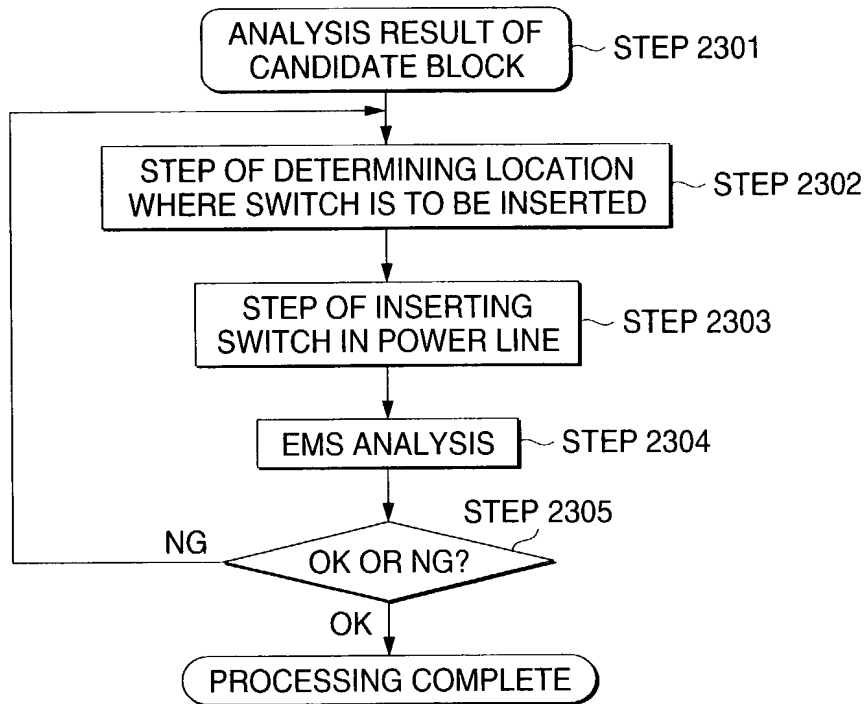 ANALYSIS RESULT OF
CANDIDATE BLOCK
STEP 2301
STEP OF DETERMINING LOCATION
WHERE SWITCH IS TO BE INSERTED
STEP 2302
STEP OF INSERTING
SWITCH IN POWER LINE
STEP 2303
EMS ANALYSIS
STEP 2304
STEP 2305
NG
OK OR NG?
OK
PROCESSING COMPLETE